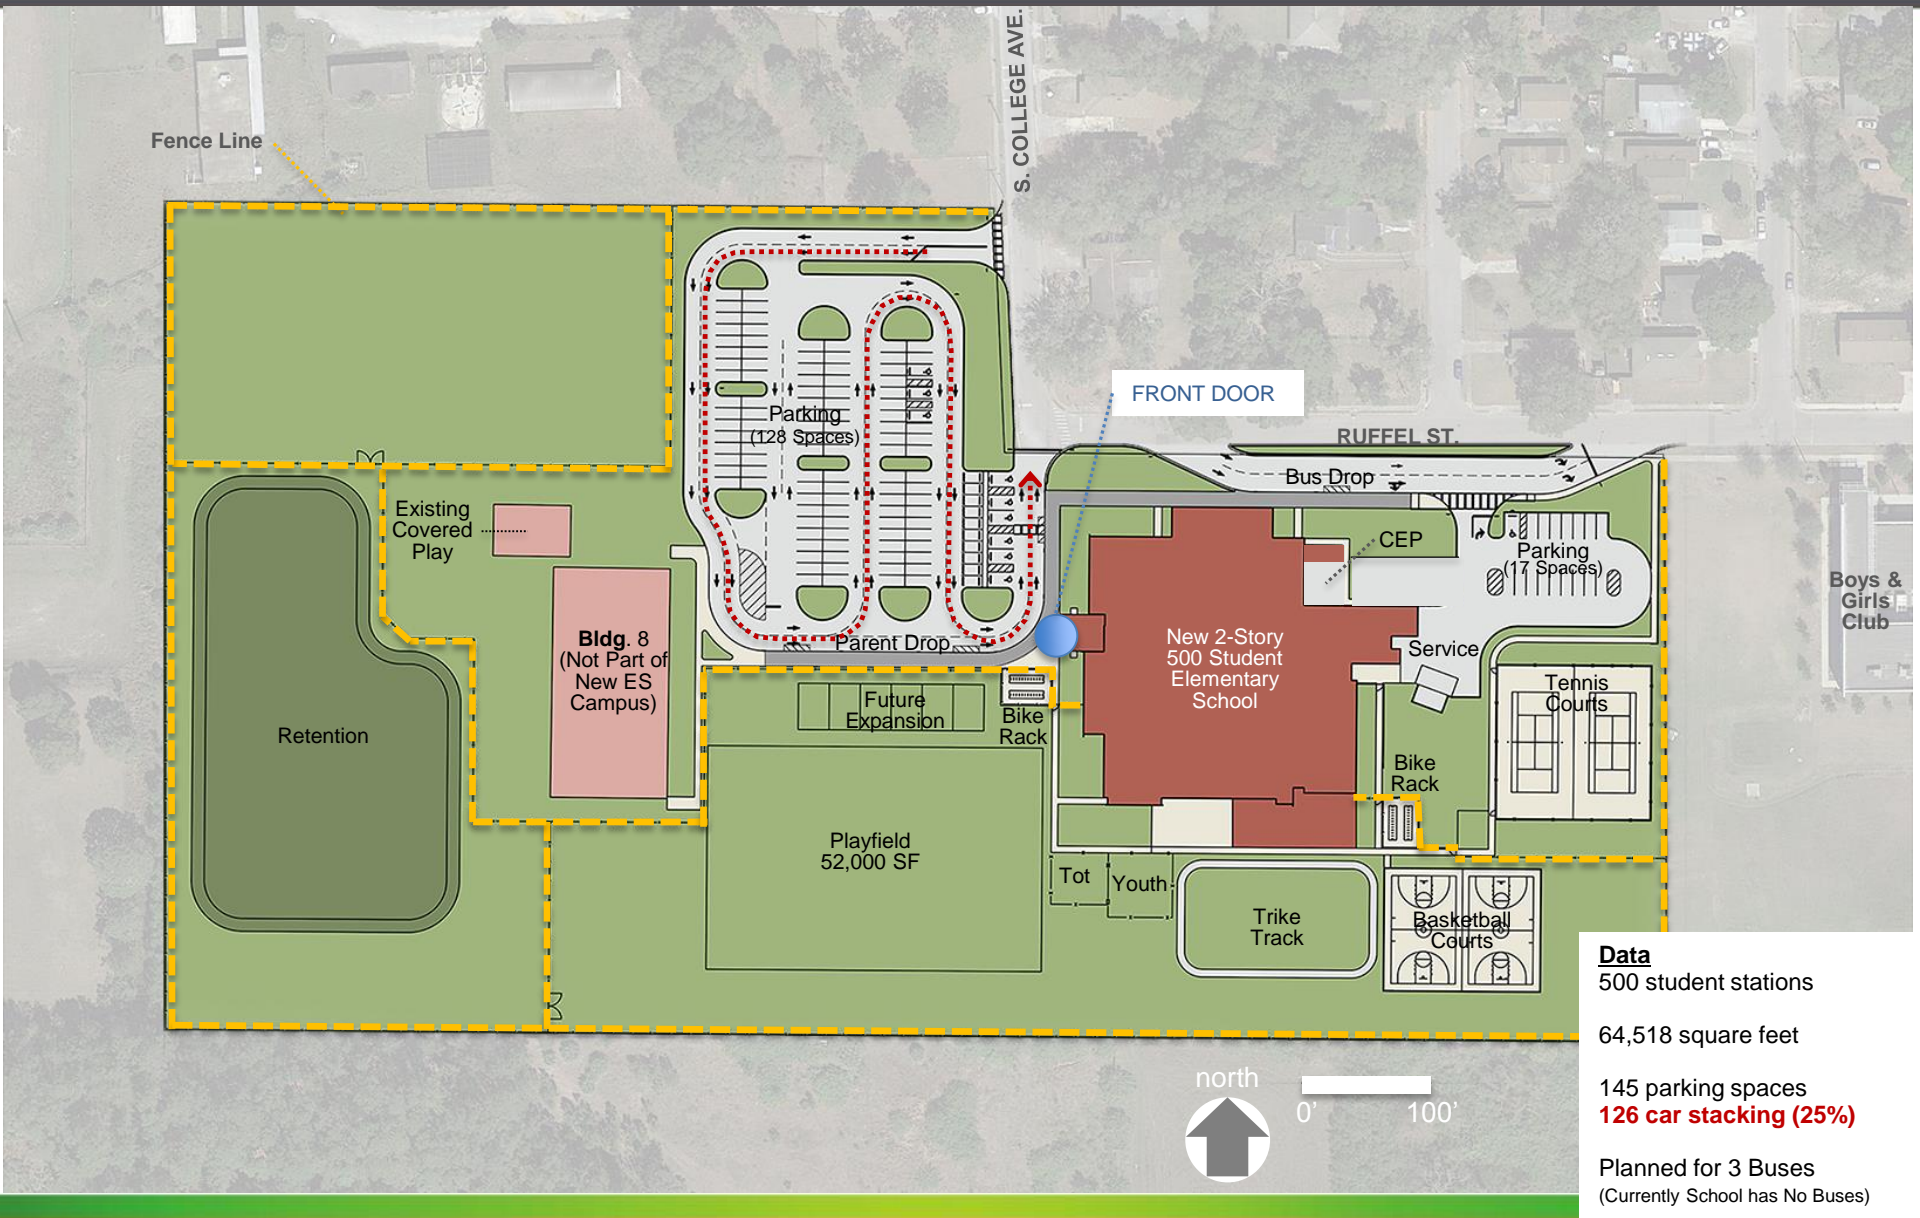 S. COLLEGE AVE.
Fence Line
FRONT DOOR
Parking
(128 Spaces)
RUFFEL ST.
Bus Drop
Existing
Covered
Play
CEP
Parking
(17 Spaces)
Boys &
Girls
Club
Bldg. 8
(Not Part of
New ES
Campus)
Parent Drop
New 2-Story
500 Student
Elementary
School
Service
Tennis
Courts
Future
Expansion
Bike
Rack
Retention
Bike
Rack
Playfield
52,000 SF
Tot
Youth
Trike
Track
Basketball
Courts
Data
500 student stations
64,518 square feet
145 parking spaces
126 car stacking (25%)
Planned for 3 Buses
(Currently School has No Buses)
north
0'
100'